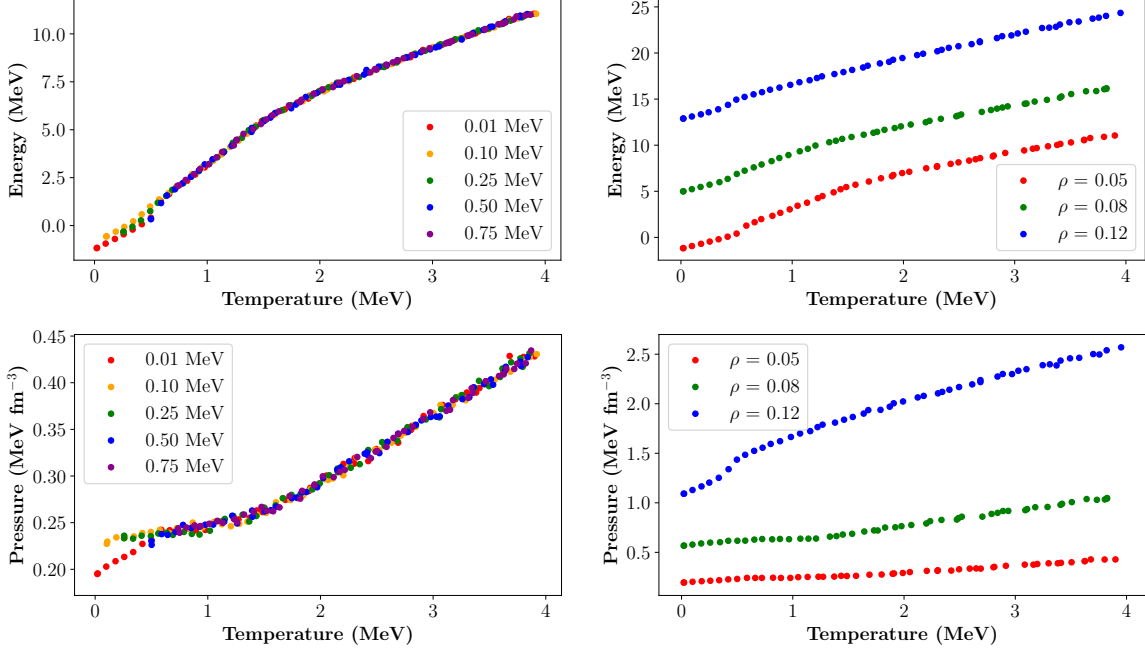 10.0
7.5
5.0
2.5
0.0
Energy (MeV)
0.01 MeV
0.10 MeV
0.25 MeV
0.50 MeV
0.75 MeV
0 1 2 3 4
Temperature (MeV)
25
20
15
10
5
0
Energy (MeV)
ρ = 0.05
ρ = 0.08
ρ = 0.12
0 1 2 3 4
Temperature (MeV)
0.45
0.40
0.35
0.30
0.25
0.20
Pressure (MeV fm⁻³)
0.01 MeV
0.10 MeV
0.25 MeV
0.50 MeV
0.75 MeV
0 1 2 3 4
Temperature (MeV)
2.5
2.0
1.5
1.0
0.5
Pressure (MeV fm⁻³)
ρ = 0.05
ρ = 0.08
ρ = 0.12
0 1 2 3 4
Temperature (MeV)